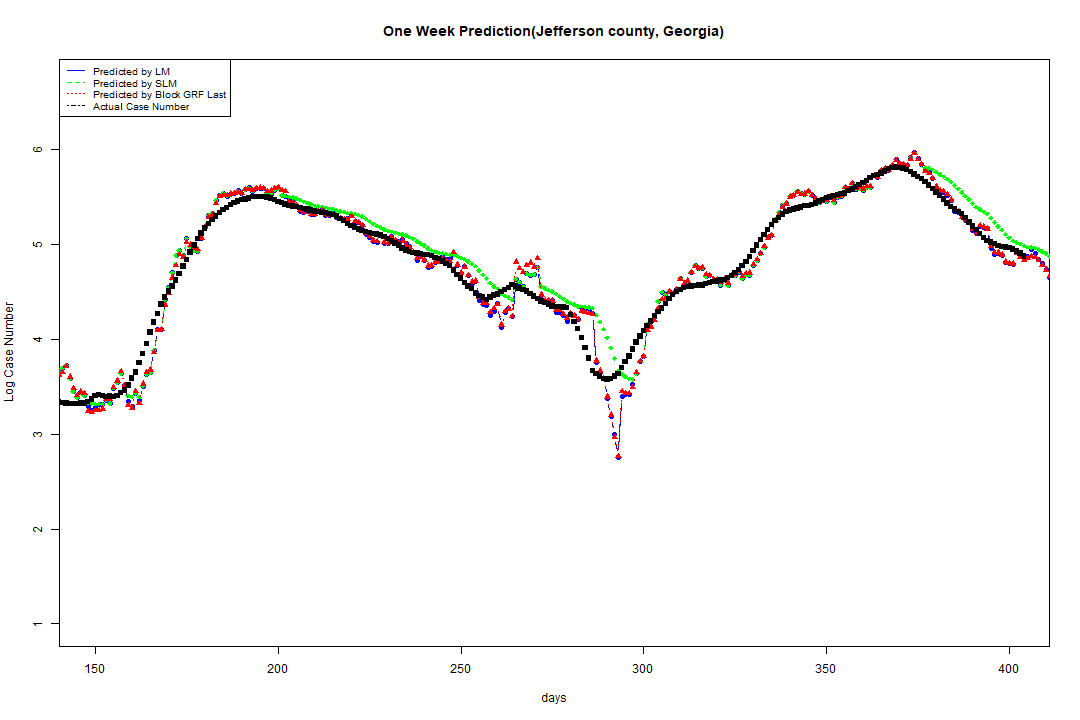 One Week Prediction(Jefferson county, Georgia)
Predicted by LM
Predicted by SLM
Predicted by Block GRF Last
Actual Case Number
6
5
4
3
2
1
Log Case Number
150 200 250 300 350 400
days